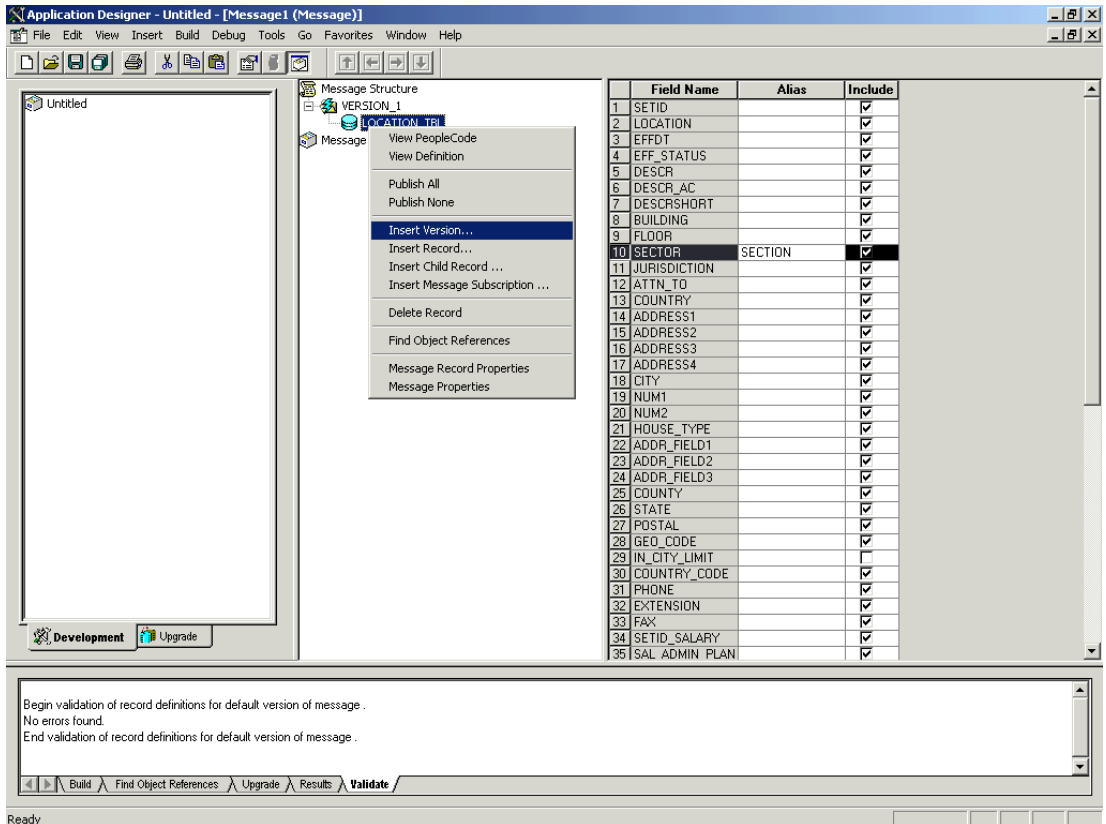 Application Designer - Untitled - [Message1 (Message)]
File Edit View Insert Build Debug Tools Go Favorites Window Help
Untitled
Message Structure
VERSION_1
LOCATION_TBL
Message
View PeopleCode
View Definition
Publish All
Publish None
Insert Version...
Insert Record...
Insert Child Record ...
Insert Message Subscription ...
Delete Record
Find Object References
Message Record Properties
Message Properties
Field Name Alias Include
1 SETID
2 LOCATION
3 EFFDT
4 EFF_STATUS
5 DESCR
6 DESCR_AC
7 DESCRSHORT
8 BUILDING
9 FLOOR
10 SECTOR SECTION
11 JURISDICTION
12 ATTN_TO
13 COUNTRY
14 ADDRESS1
15 ADDRESS2
16 ADDRESS3
17 ADDRESS4
18 CITY
19 NUM1
20 NUM2
21 HOUSE_TYPE
22 ADDR_FIELD1
23 ADDR_FIELD2
24 ADDR_FIELD3
25 COUNTY
26 STATE
27 POSTAL
28 GEO_CODE
29 IN_CITY_LIMIT
30 COUNTRY_CODE
31 PHONE
32 EXTENSION
33 FAX
34 SETID_SALARY
35 SAL_ADMIN_PLAN
Development Upgrade
Begin validation of record definitions for default version of message .
No errors found.
End validation of record definitions for default version of message .
Build Find Object References Upgrade Results Validate
Ready